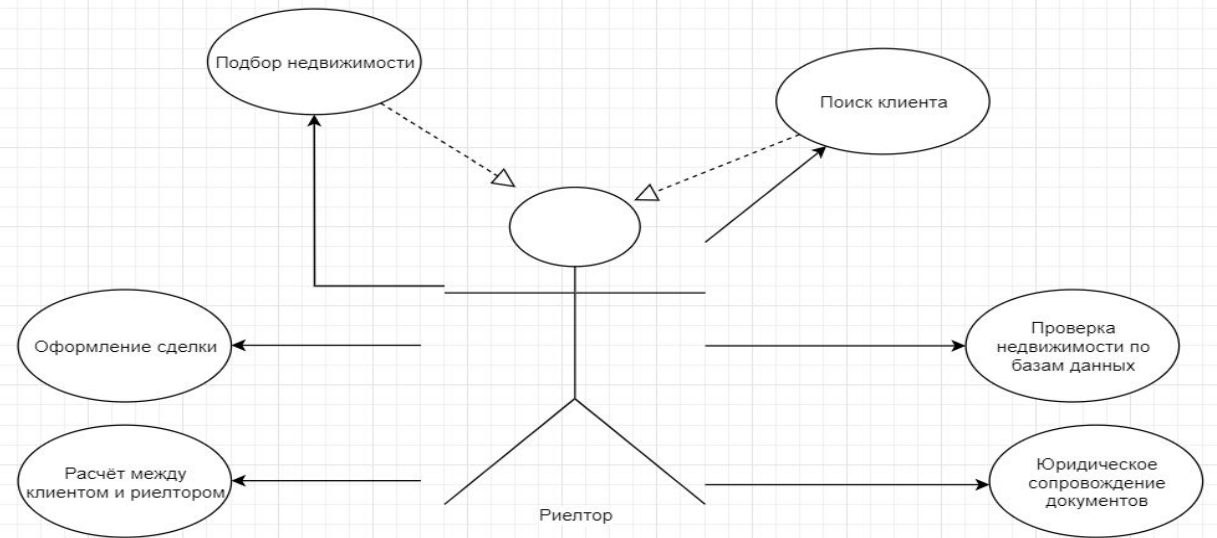 Подбор недвижимости
Поиск клиента
Оформление сделки
Проверка
недвижимости по
базам данных
Расчёт между
клиентом и риелтором
Юридическое
сопровождение
документов
Риелтор